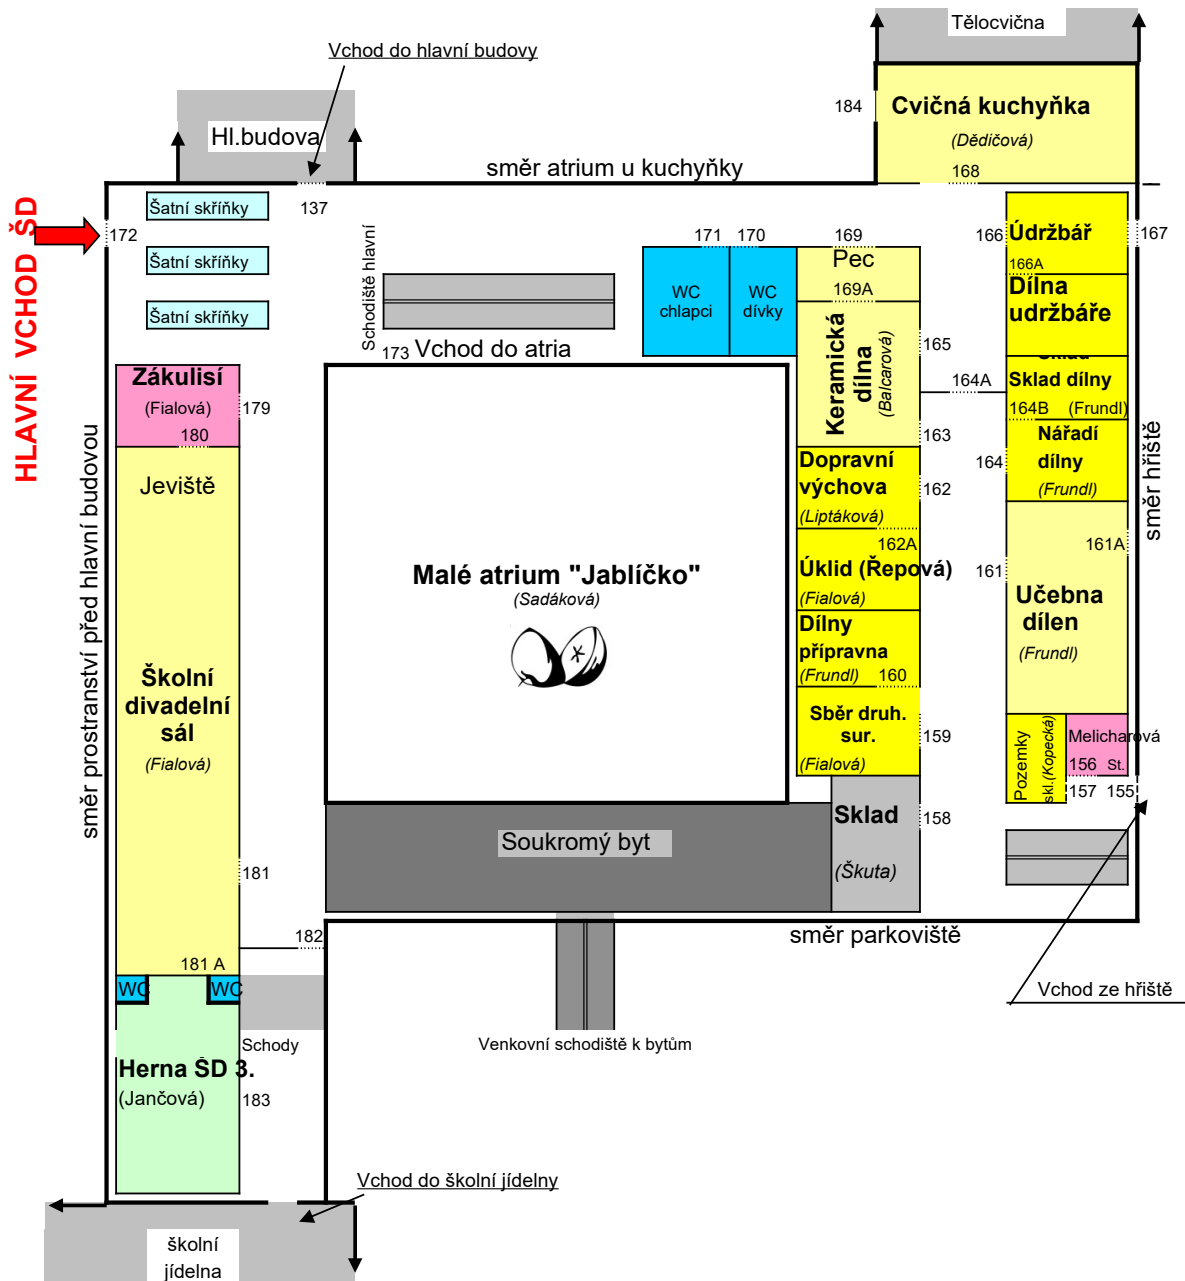 Tělocvična
Vchod do hlavní budovy
184
Cvičná kuchyňka
(Dědičová)
168
Hl.budova
směr atrium u kuchyňky
HLAVNÍ VCHOD ŠD
172
Šatní skříňky
137
Šatní skříňky
Šatní skříňky
Schodiště hlavní
171
170
169
Pec
169A
WC
chlapci
WC
dívky
166
Údržbář
166A
167
Dílna
udržbáře
173 Vchod do atria
Keramická
dílna
(Balcarová)
165
164A
Sklad dílny
164B
(Frundl)
163
Zákulisí
(Fialová)
179
180
Jeviště
Dopravní
výchova
(Liptáková)
162
164
Nářadí
dílny
(Frundl)
směr hřiště
162A
161A
161
Úklid (Řepová)
(Fialová)
Malé atrium "Jablíčko"
(Sadáková)
Učebna
dílen
(Frundl)
Dílny
přípravna
(Frundl)
160
směr prostranství před hlavní budovou
Školní
divadelní
sál
(Fialová)
Sběr druh.
sur.
(Fialová)
159
Pozemky
skl.(Kopecká)
Melicharová
156
St.
157
155
Sklad
(Škuta)
158
Soukromý byt
181
182
směr parkoviště
181 A
WC
WC
Vchod ze hřiště
Schody
Venkovní schodiště k bytům
Herna ŠD 3.
(Jančová)
183
Vchod do školní jídelny
školní
jídelna